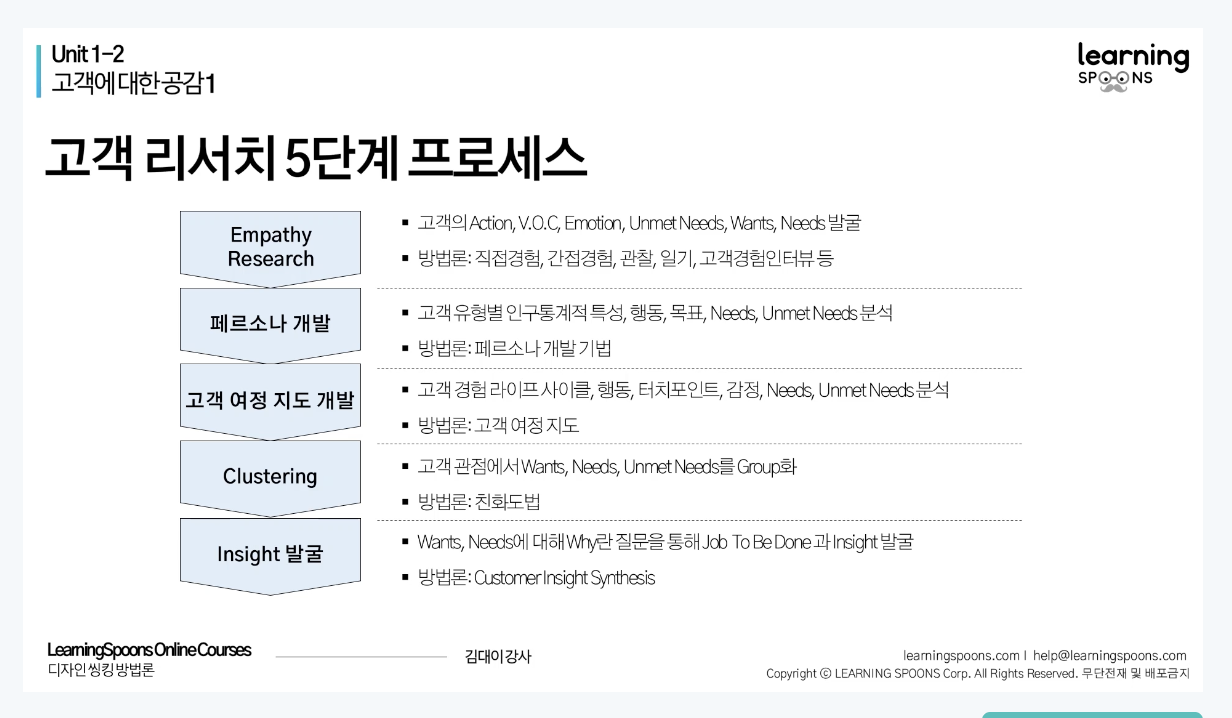 Unit 1-2
고객에 대한 공감1
learning
SPOONS
고객 리서치 5단계 프로세스
Empathy
Research
▪ 고객의 Action, V.O.C, Emotion, Unmet Needs, Wants, Needs 발굴
▪ 방법론: 직접경험, 간접경험, 관찰, 일기, 고객경험인터뷰 등
페르소나 개발
▪ 고객 유형별 인구통계적 특성, 행동, 목표, Needs, Unmet Needs 분석
▪ 방법론: 페르소나 개발 기법
고객 여정 지도 개발
▪ 고객 경험 라이프 사이클, 행동, 터치포인트, 감정, Needs, Unmet Needs 분석
▪ 방법론: 고객 여정 지도
Clustering
▪ 고객 관점에서 Wants, Needs, Unmet Needs를 Group화
▪ 방법론: 친화도법
Insight 발굴
▪ Wants, Needs에 대해 Why란 질문을 통해 Job To Be Done 과 Insight 발굴
▪ 방법론: Customer Insight Synthesis
LearningSpoons Online Courses
디자인 씽킹 방법론
김대이 강사
learningspoons.com I help@learningspoons.com
Copyright ⓒ LEARNING SPOONS Corp. All Rights Reserved. 무단전재 및 배포금지